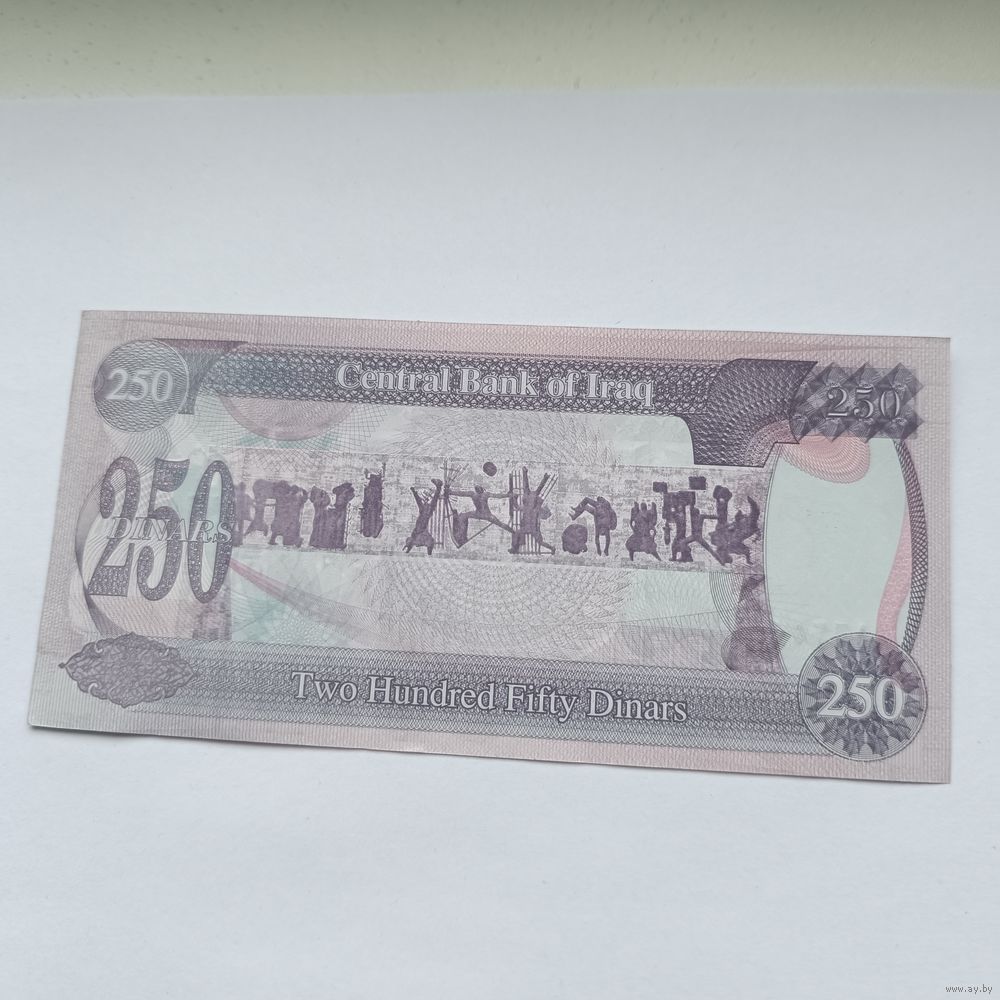 250
Central Bank of Iraq
250
250
DINARS
Two Hundred Fifty Dinars
250
www.ay.by